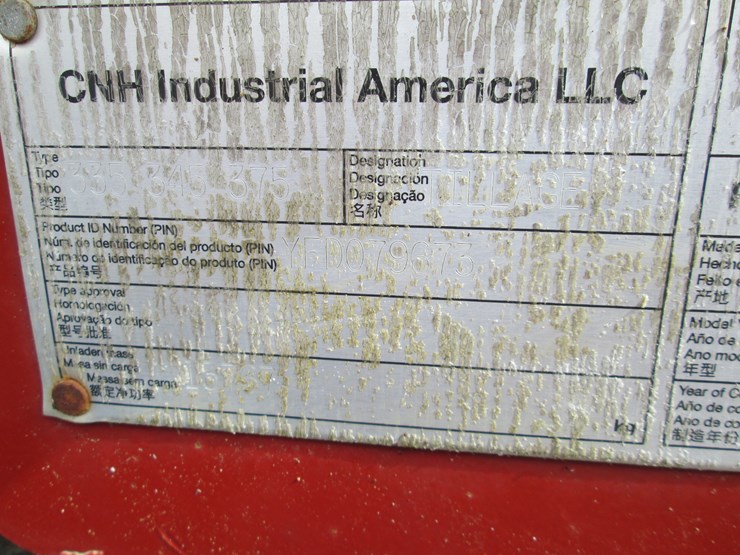 CNH Industrial America LLC
Type
Tipo
Tipo
类型
Designation
Designación
Designação
名称
Product ID Number (PIN)
Núm. de identificación del producto (PIN)
Número de identificação do produto (PIN)
产品编号
Type approval
Homologación
Aprovação do tipo
型号批准
Masa sin carga
Massa sem carga
额定净功率
kg
Made
Hecho
Feito
产地
Model
Año de
Ano mod
年型
Year of C
Año de co
Ano de co
制造年份